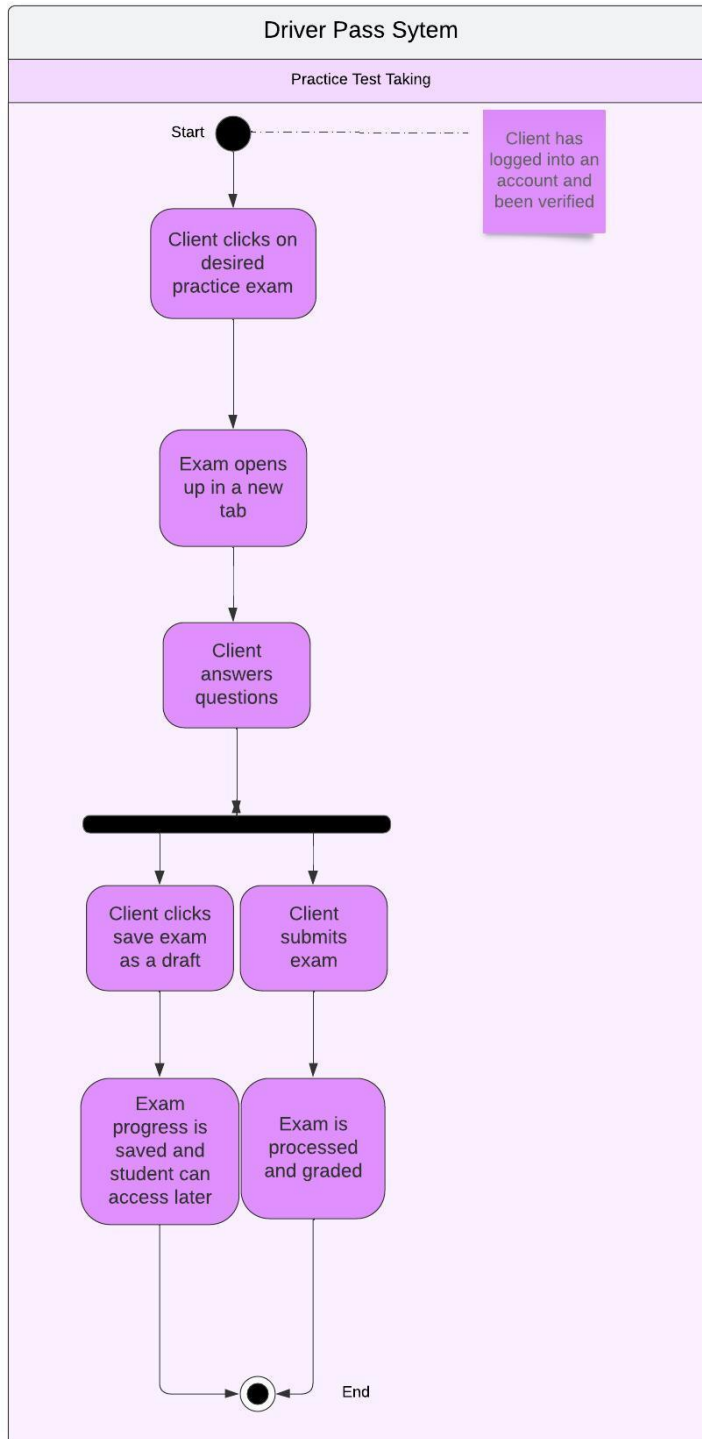 Driver Pass Sytem
Practice Test Taking
Start
Client has
logged into an
account and
been verified
Client clicks on
desired
practice exam
Exam opens
up in a new
tab
Client
answers
questions
Client clicks
save exam
as a draft
Client
submits
exam
Exam
progress is
saved and
student can
access later
Exam is
processed
and graded
End